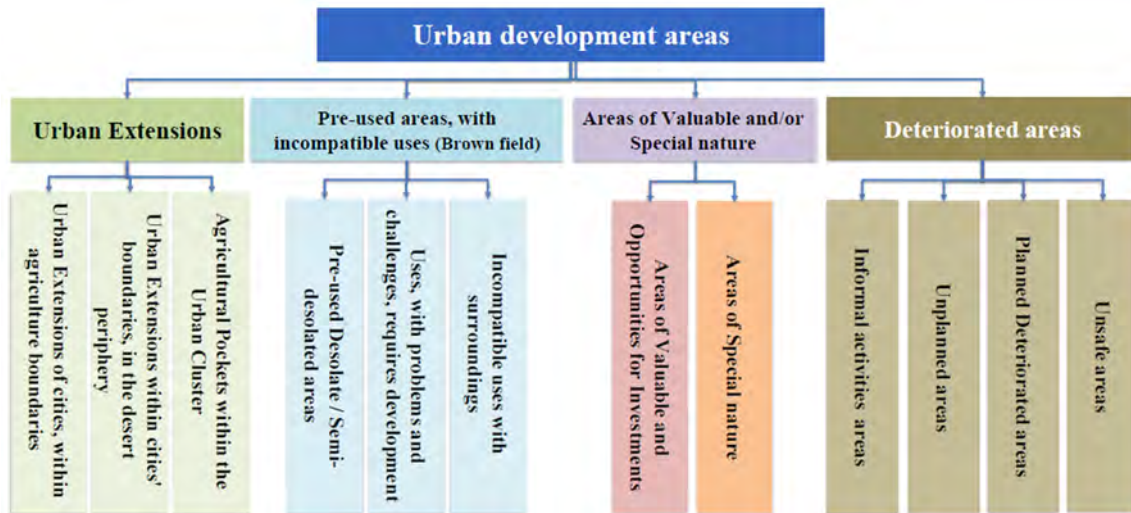 Urban development areas
Urban Extensions
Pre-used areas, with
incompatible uses (Brown field)
Areas of Valuable and/or
Special nature
Deteriorated areas
Urban Extensions of cities, within
agriculture boundaries
Urban Extensions within cities'
boundaries, in the desert
periphery
Agricultural Pockets within the
Urban Cluster
Pre-used Desolate / Semi-
desolated areas
Uses, with problems and
challenges, requires development
Incompatible uses with
surroundings
Areas of Valuable and
Opportunities for Investments
Areas of Special nature
Informal activities areas
Unplanned areas
Planned Deteriorated areas
Unsafe areas